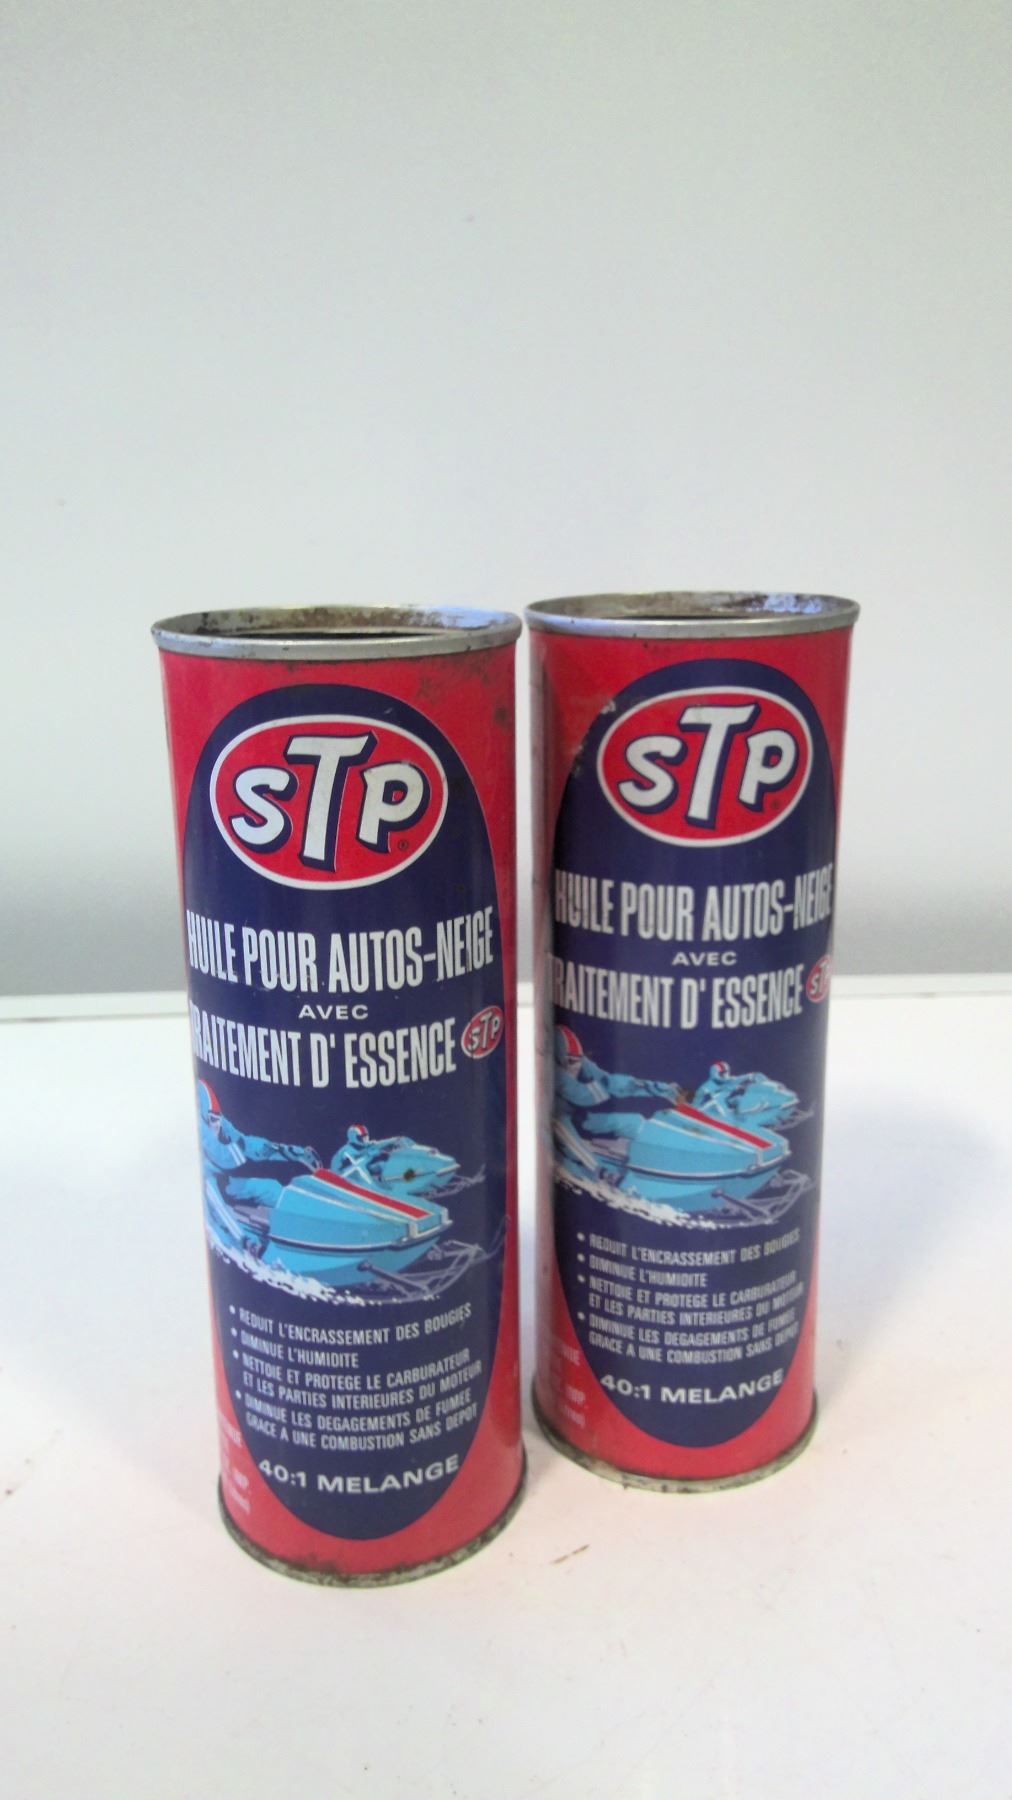 STP
HUILE POUR AUTOS-NEIGE
AVEC
TRAITEMENT D' ESSENCE STP
• REDUIT L'ENCRASSEMENT DES BOUGIES
• DIMINUE L'HUMIDITE
• NETTOIE ET PROTEGE LE CARBURATEUR
ET LES PARTIES INTERIEURES DU MOTEUR
• DIMINUE LES DEGAGEMENTS DE FUMEE
GRACE A UNE COMBUSTION SANS DEPOT
40:1 MELANGE
STP
HUILE POUR AUTOS-NEIGE
AVEC
TRAITEMENT D' ESSENCE STP
• REDUIT L'ENCRASSEMENT DES BOUGIES
• DIMINUE L'HUMIDITE
• NETTOIE ET PROTEGE LE CARBURATEUR
ET LES PARTIES INTERIEURES DU MOTEUR
• DIMINUE LES DEGAGEMENTS DE FUMEE
GRACE A UNE COMBUSTION SANS DEPOT
40:1 MELANGE